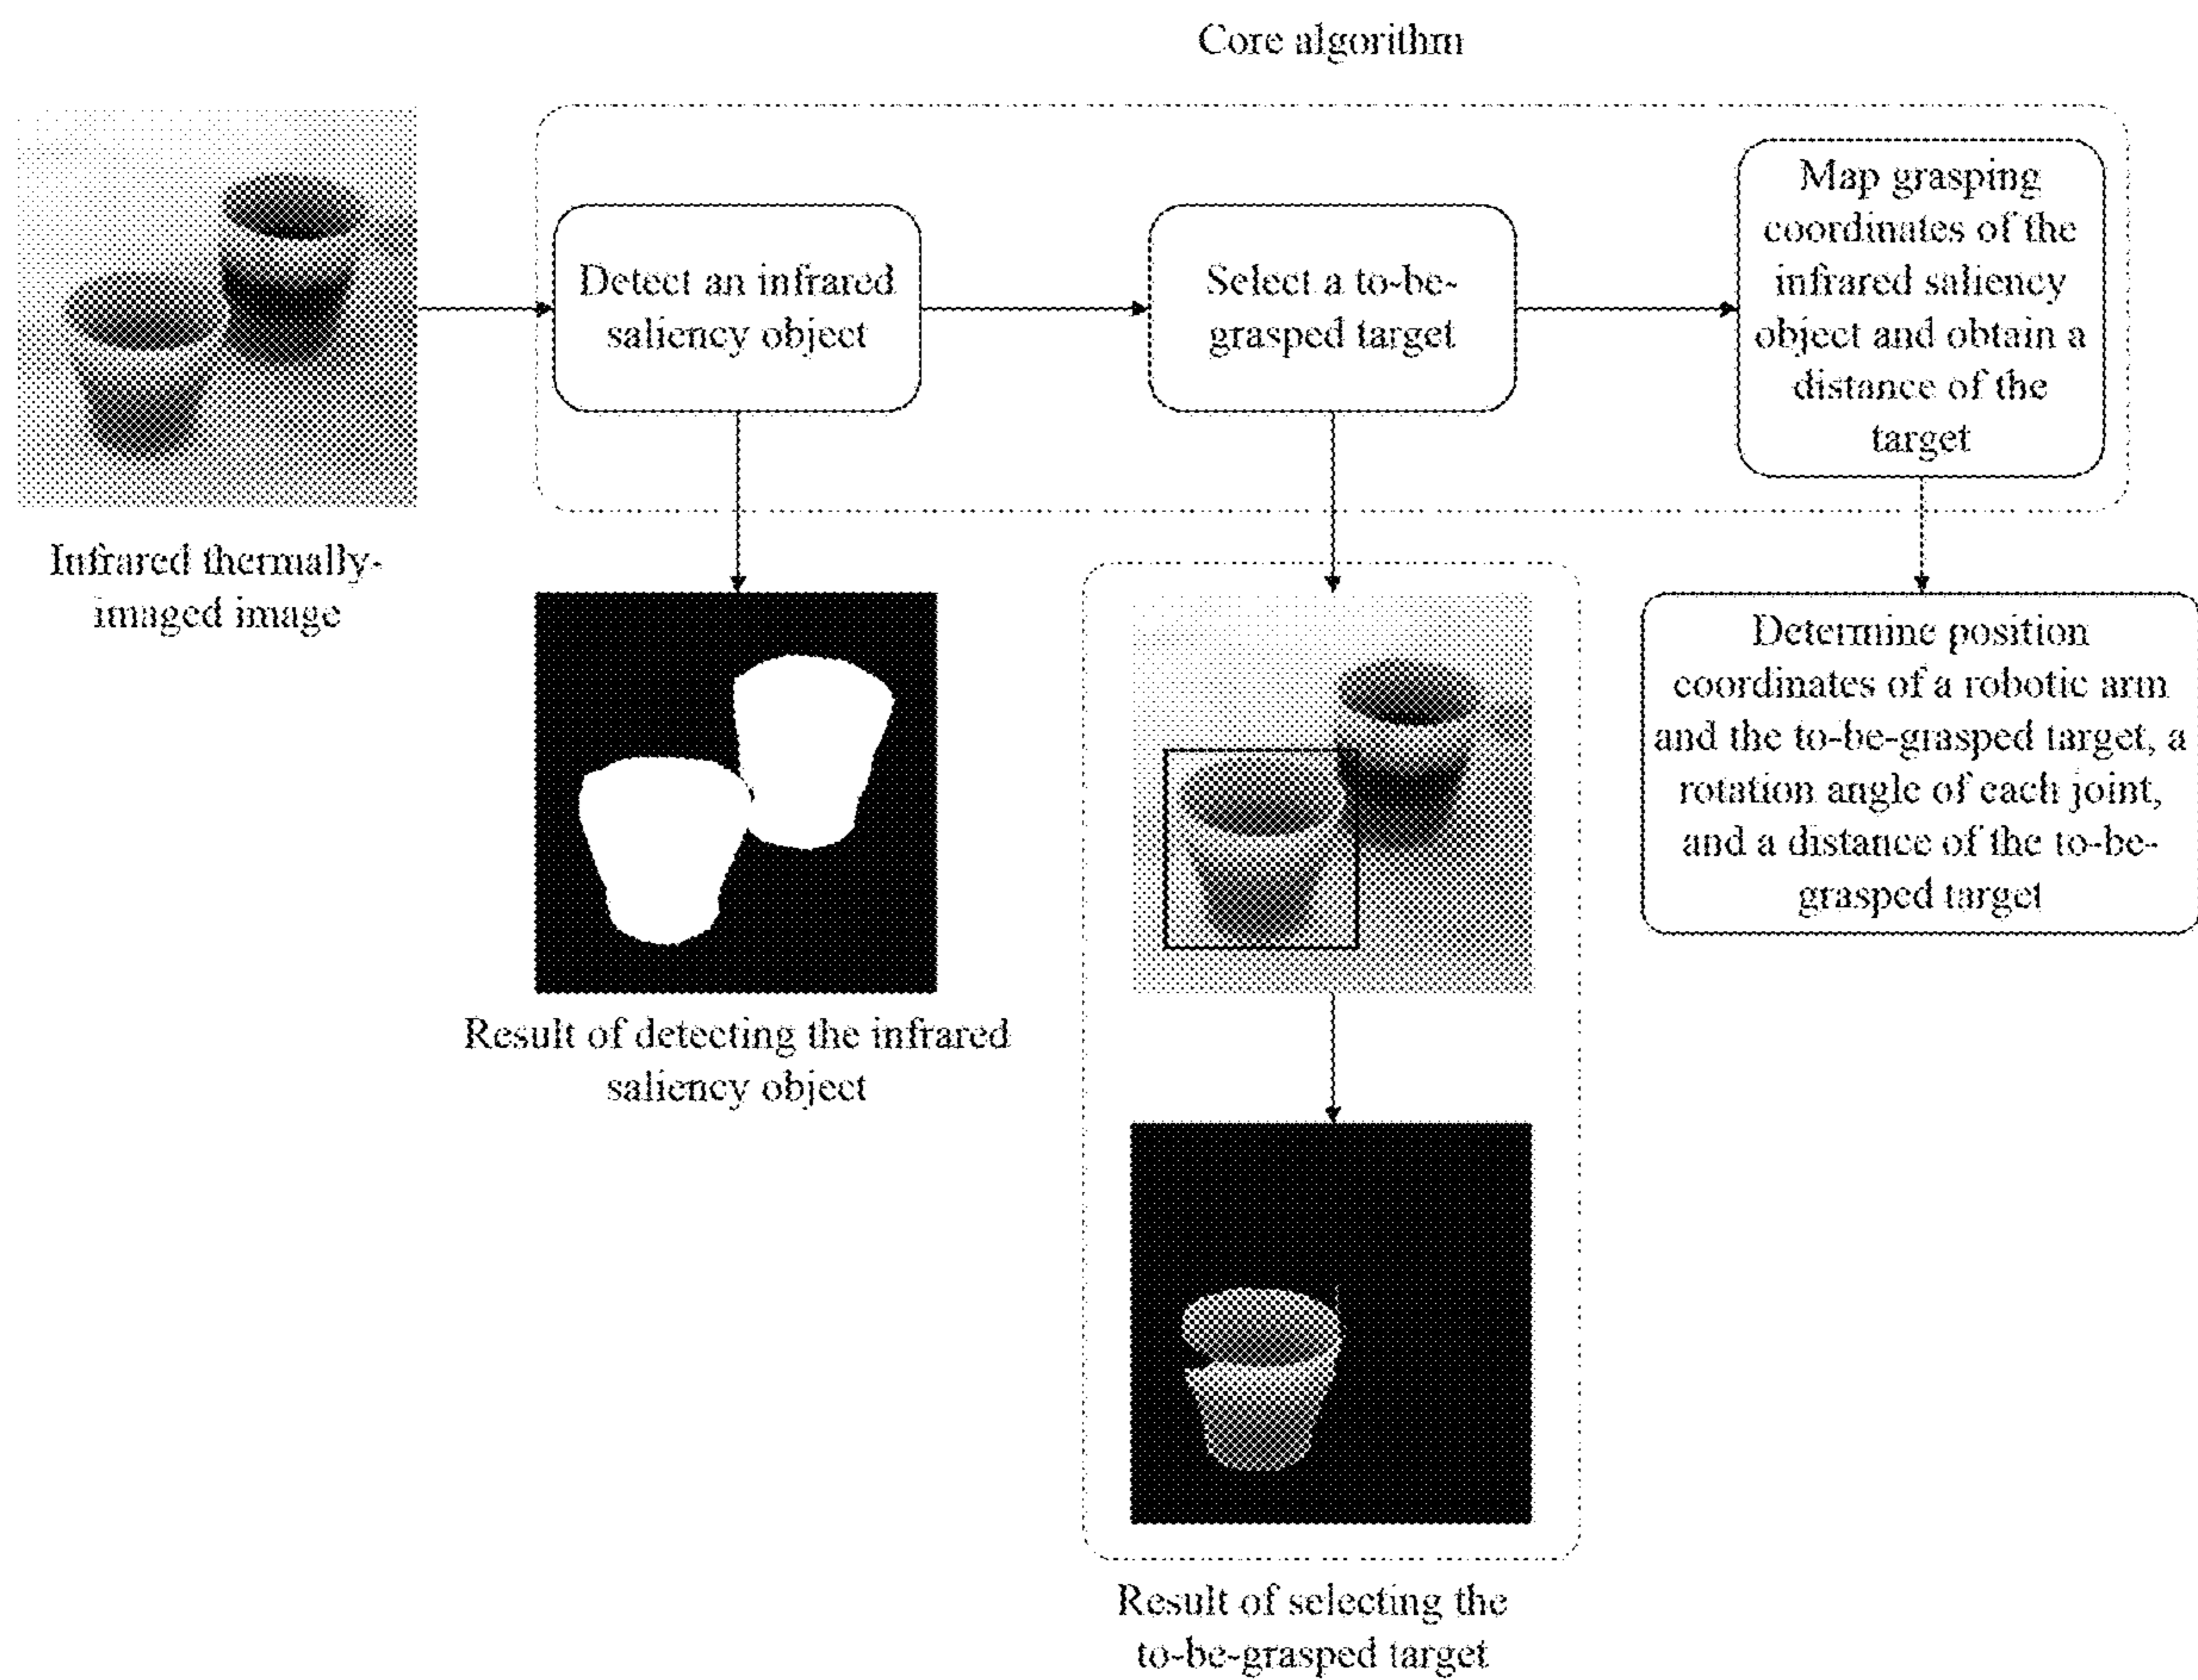 Core algorithm
Detect an infrared
saliency object
Select a to-be-
grasped target
Map grasping
coordinates of the
infrared saliency
object and obtain a
distance of the
target
Infrared thermally-
imaged image
Result of detecting the infrared
saliency object
Determine position
coordinates of a robotic arm
and the to-be-grasped target, a
rotation angle of each joint,
and a distance of the to-be-
grasped target
Result of selecting the
to-be-grasped target